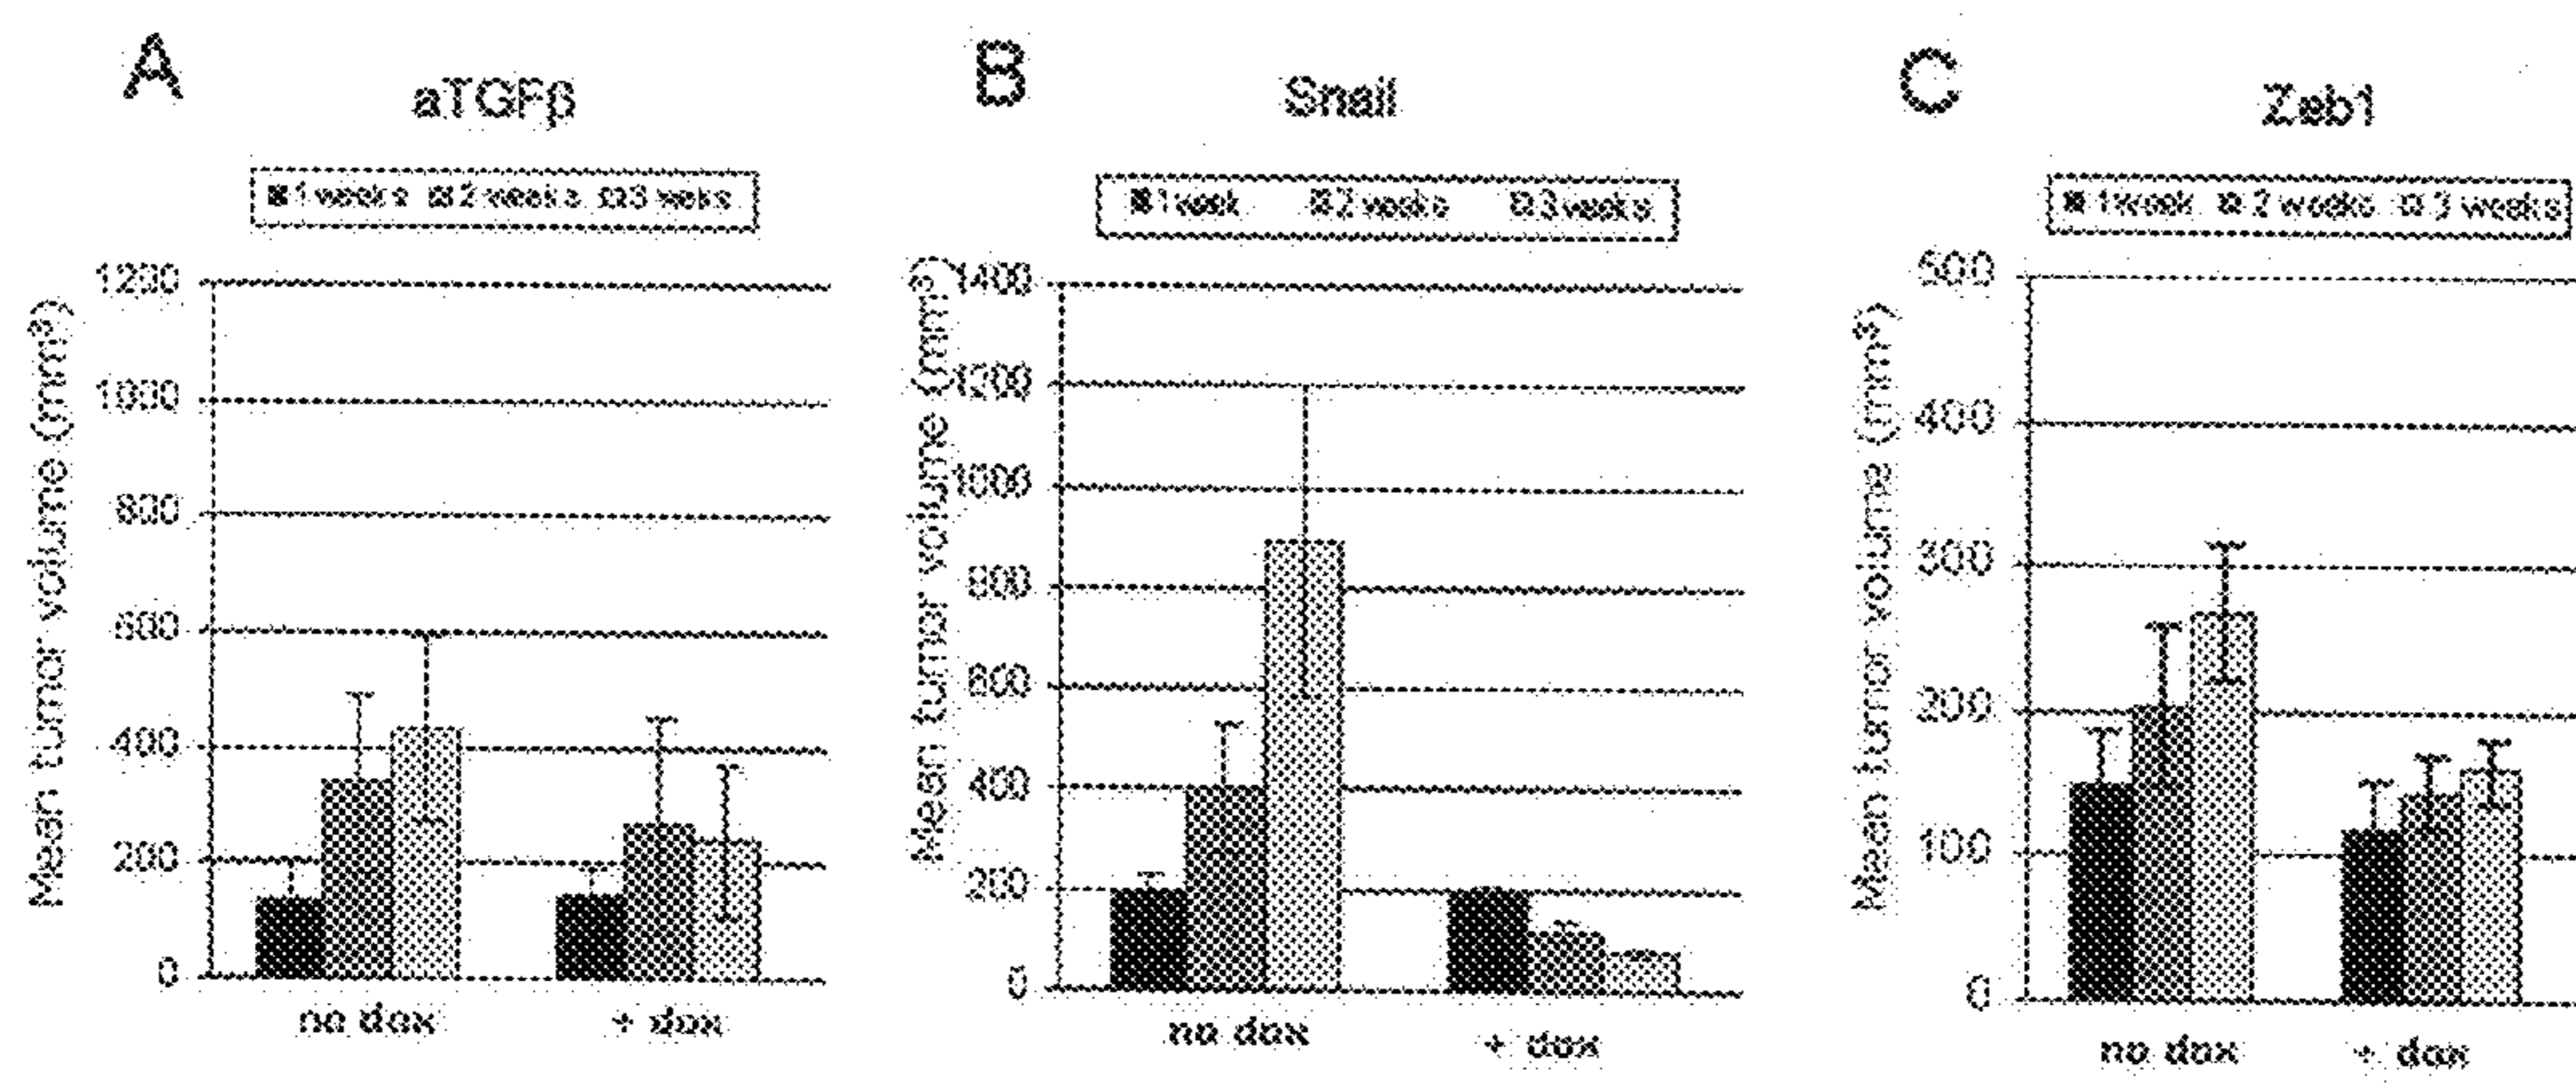 A
aTGFβ
1 weeks 2 weeks 3 weks
Mean tumor volume (mm³)
1200
1000
800
600
400
200
0
no dox + dox
B
Snail
1 week 2 weeks 3 weeks
Mean tumor volume (mm³)
1400
1200
1000
800
600
400
200
0
no dox + dox
C
Zeb1
1 week 2 weeks 3 weeks
Mean tumor volume (mm³)
500
400
300
200
100
0
no dox + dox